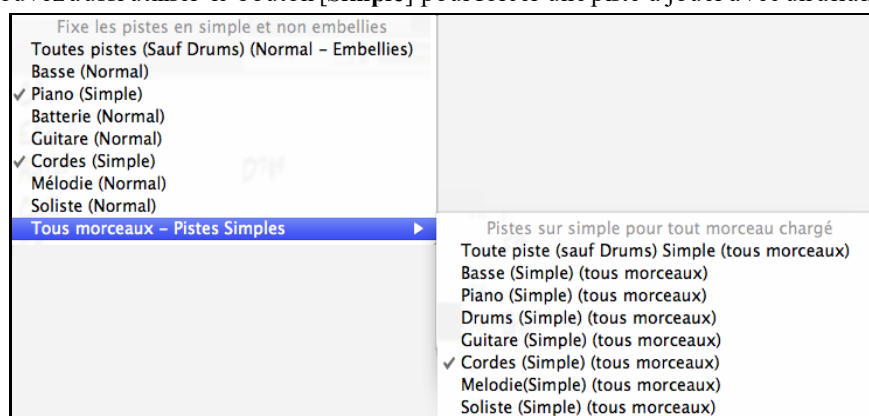 Fixe les pistes en simple et non embellies
Toutes pistes (Sauf Drums) (Normal – Embellies)
Basse (Normal)
✓ Piano (Simple)
Batterie (Normal)
Guitare (Normal)
✓ Cordes (Simple)
Mélodie (Normal)
Soliste (Normal)
Tous morceaux – Pistes Simples
Pistes sur simple pour tout morceau chargé
Toute piste (sauf Drums) Simple (tous morceaux)
Basse (Simple) (tous morceaux)
Piano (Simple) (tous morceaux)
Drums (Simple) (tous morceaux)
Guitare (Simple) (tous morceaux)
✓ Cordes (Simple) (tous morceaux)
Melodie(Simple) (tous morceaux)
Soliste (Simple) (tous morceaux)